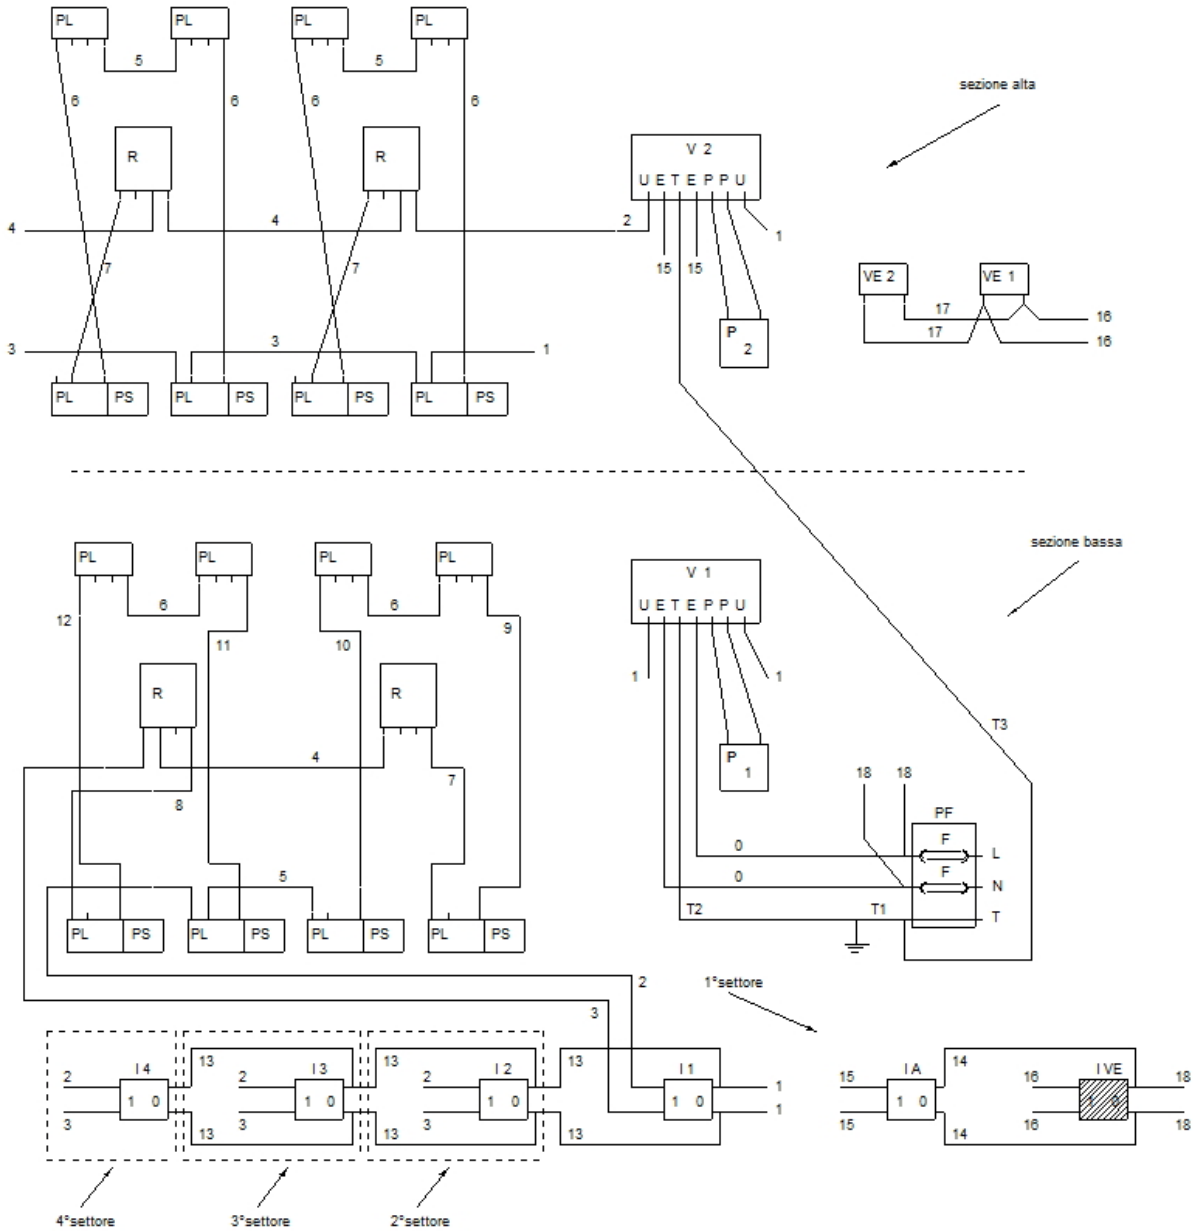 PL PL PL PL
5 5
6 6 6 6
sezione alta
R R
V 2
U E T E P P U
4 4 2 1
7 7 15 15
VE 2 VE 1
17 16
17 16
3 3 1
P
2
PL PS PL PS PL PS PL PS
sezione bassa
PL PL PL PL
V 1
6 6
U E T E P P U
12 11 10 9
R R
1 1
T3
4 7
P
1
18 18
8
PF
F
0 L
F
0 N
5
T2 T1 T
PL PS PL PS PL PS PL PS
2
1°settore
3
I 4 13 I 3 13 I 2 13 I 1 I A 14 I VE
2 2 2 1 15 16 18
1 0 1 0 1 0 1 0 1 0 1 0
3 3 3 1 15 16 18
13 13 13 14
4°settore 3°settore 2°settore